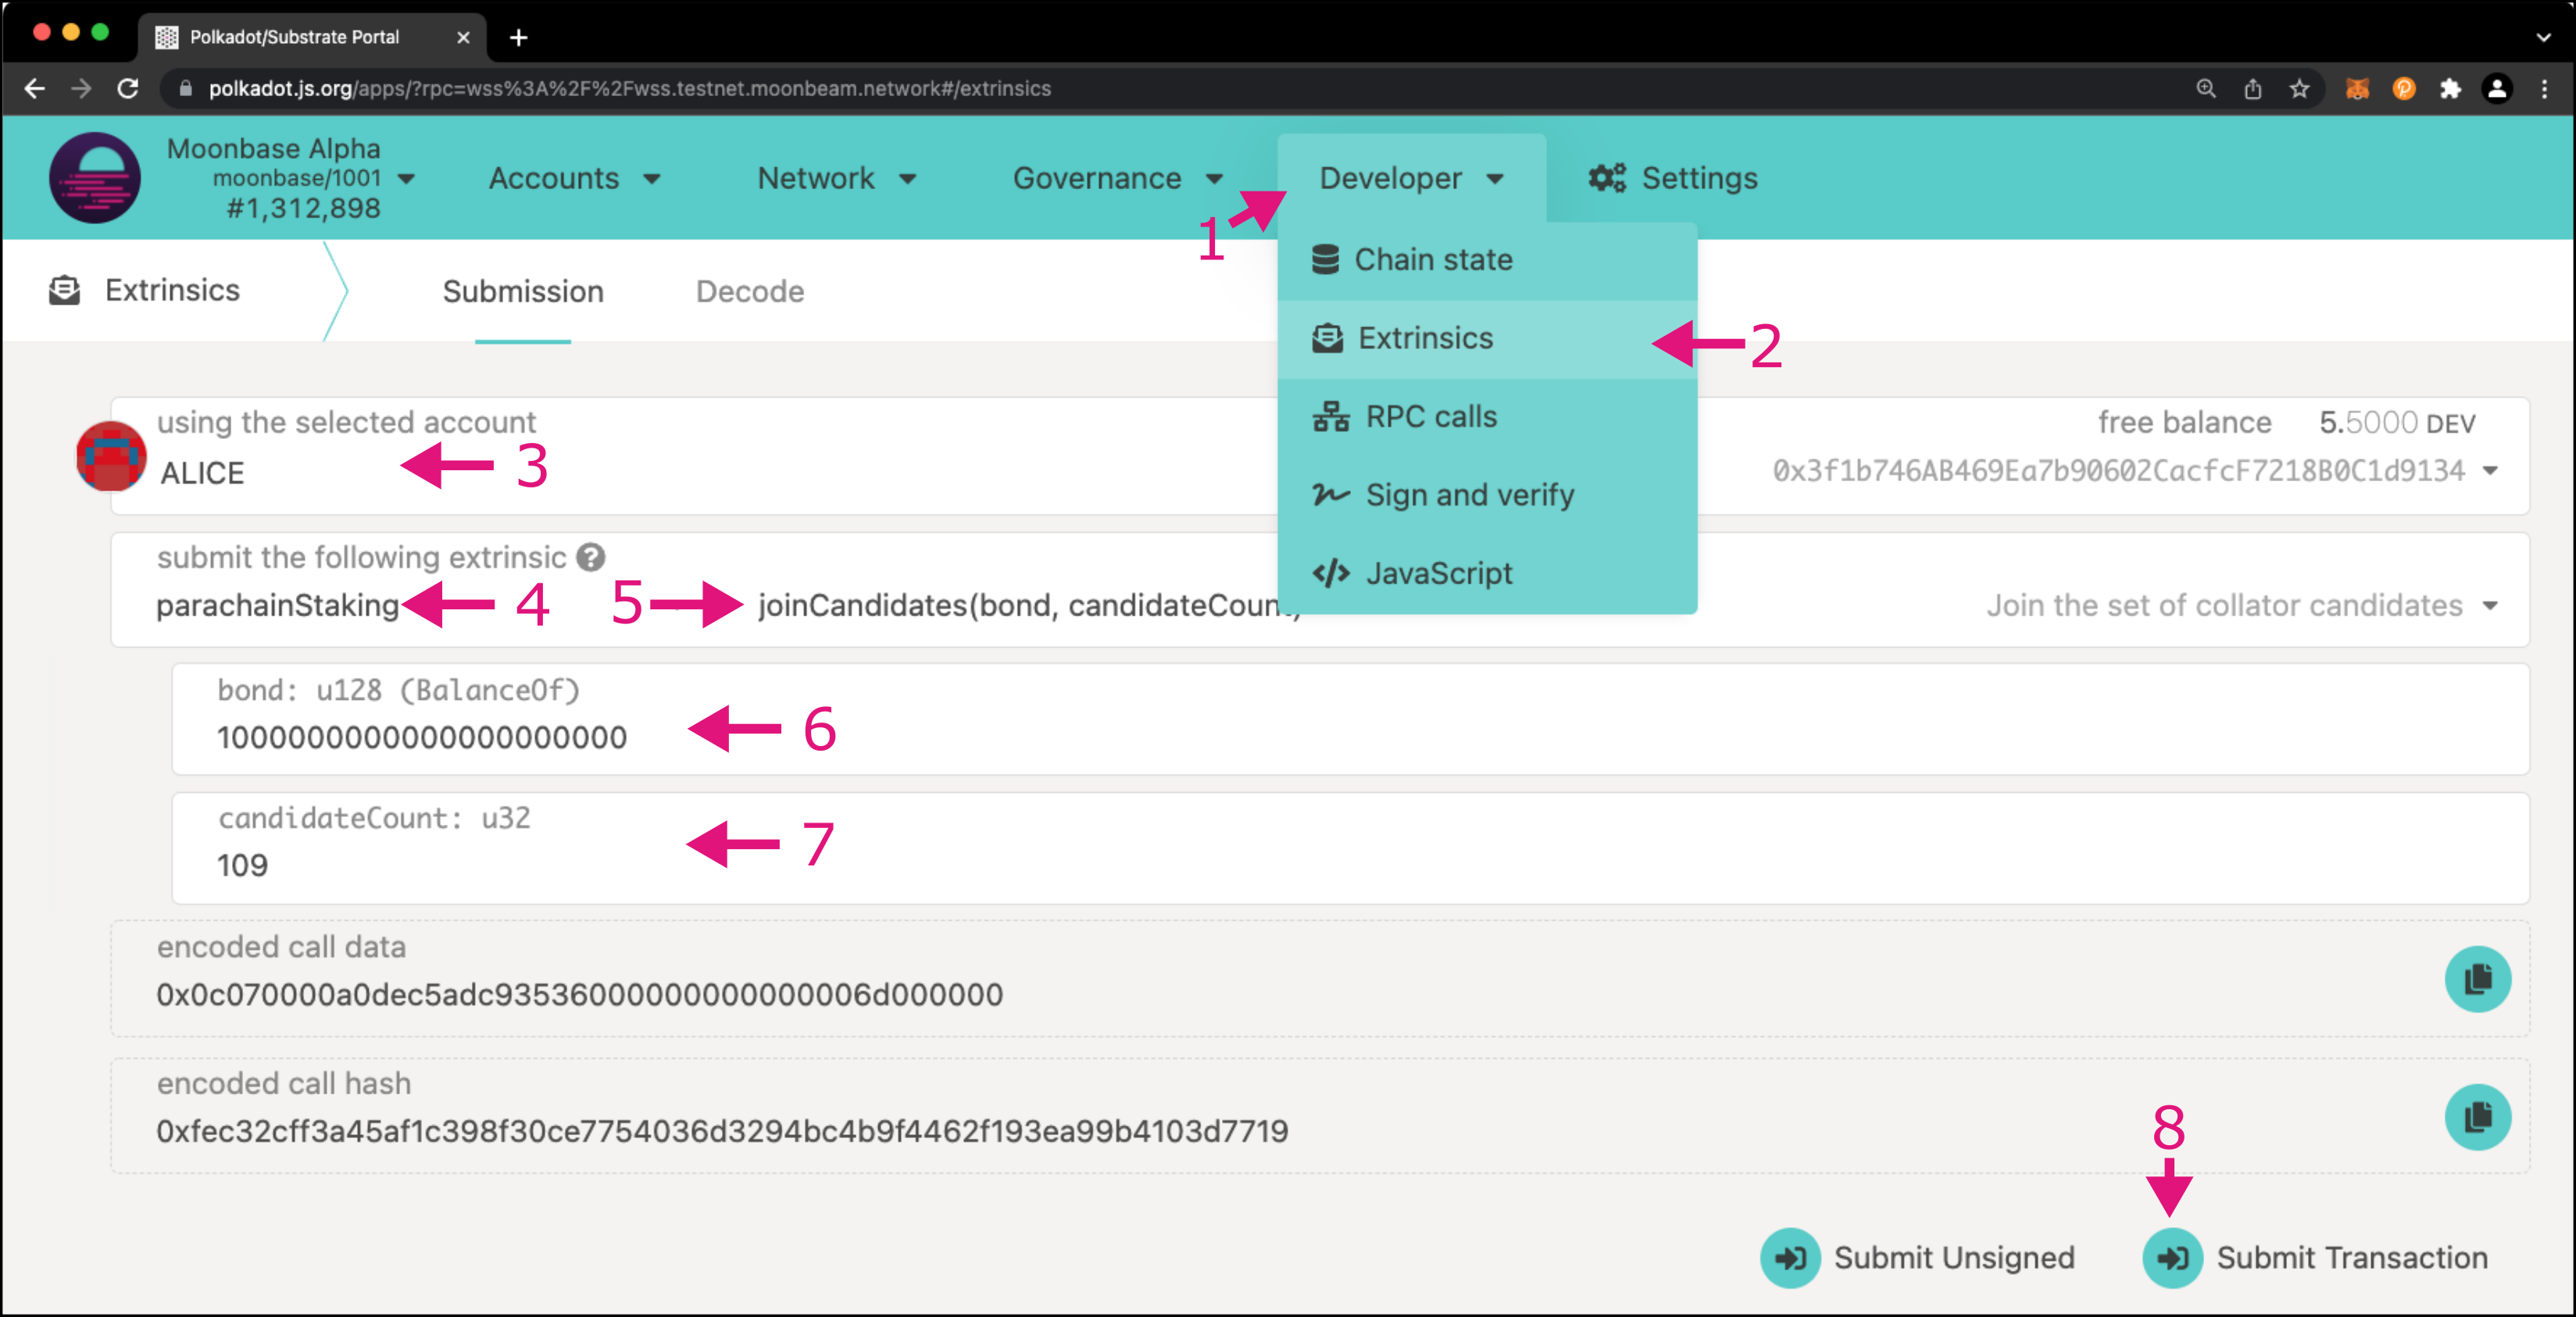 Polkadot/Substrate Portal
polkadot.js.org/apps/?rpc=wss%3A%2F%2Fwss.testnet.moonbeam.network#/extrinsics
Moonbase Alpha
moonbase/1001
#1,312,898
Accounts
Network
Governance
Developer
Settings
1
Chain state
Extrinsics
2
RPC calls
Sign and verify
JavaScript
Extrinsics
Submission
Decode
using the selected account
ALICE
3
free balance 5.5000 DEV
0x3f1b746AB469Ea7b90602CacfcF7218B0C1d9134
submit the following extrinsic ?
parachainStaking
4
5
joinCandidates(bond, candidateCount)
Join the set of collator candidates
bond: u128 (BalanceOf)
6
candidateCount: u32
109
7
encoded call data
0x0c070000a0dec5adc9353600000000000000006d000000
encoded call hash
0xfec32cff3a45af1c398f30ce7754036d3294bc4b9f4462f193ea99b4103d7719
8
Submit Unsigned
Submit Transaction